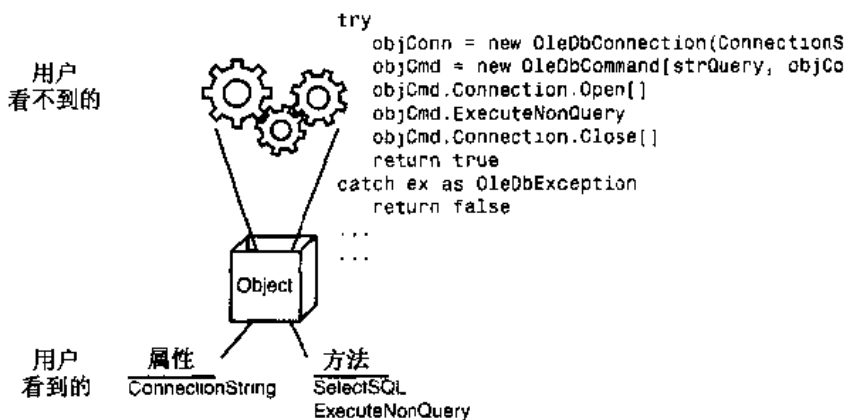 try
objConn = new OleDbConnection(ConnectionS
objCmd = new OleDbCommand[strQuery, objCo
objCmd.Connection.Open[]
objCmd.ExecuteNonQuery
objCmd.Connection.Close[]
return true
catch ex as OleDbException
return false
...
...
用户
看不到的
Object
用户
看到的
属性
ConnectionString
方法
SelectSQL
ExecuteNonQuery